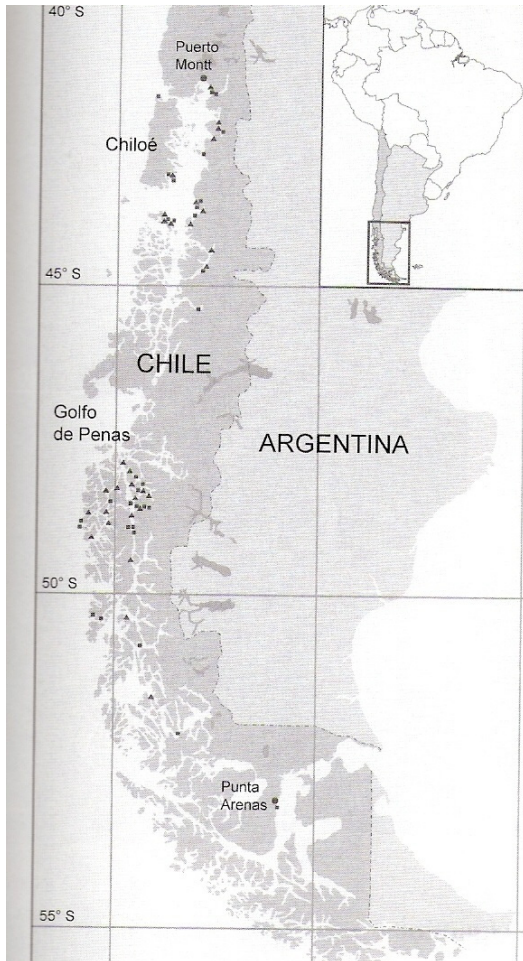 40° S
Puerto
Montt
Chiloé
45° S
CHILE
Golfo
de Penas
ARGENTINA
50° S
Punta
Arenas
55° S